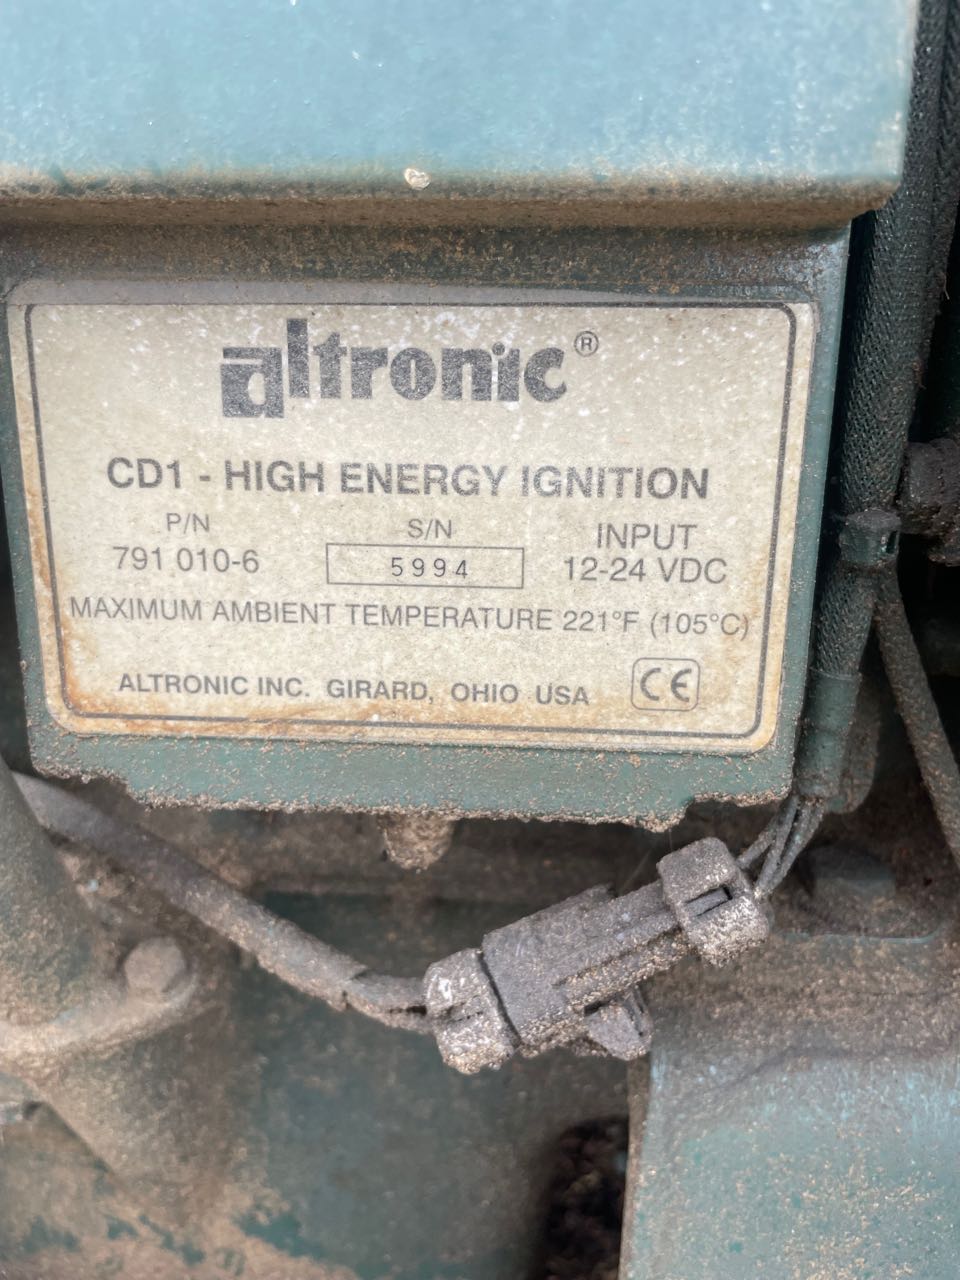 altronic®
CD1 - HIGH ENERGY IGNITION
P/N S/N INPUT
791 010-6 5994 12-24 VDC
MAXIMUM AMBIENT TEMPERATURE 221°F (105°C)
ALTRONIC INC. GIRARD, OHIO USA CE